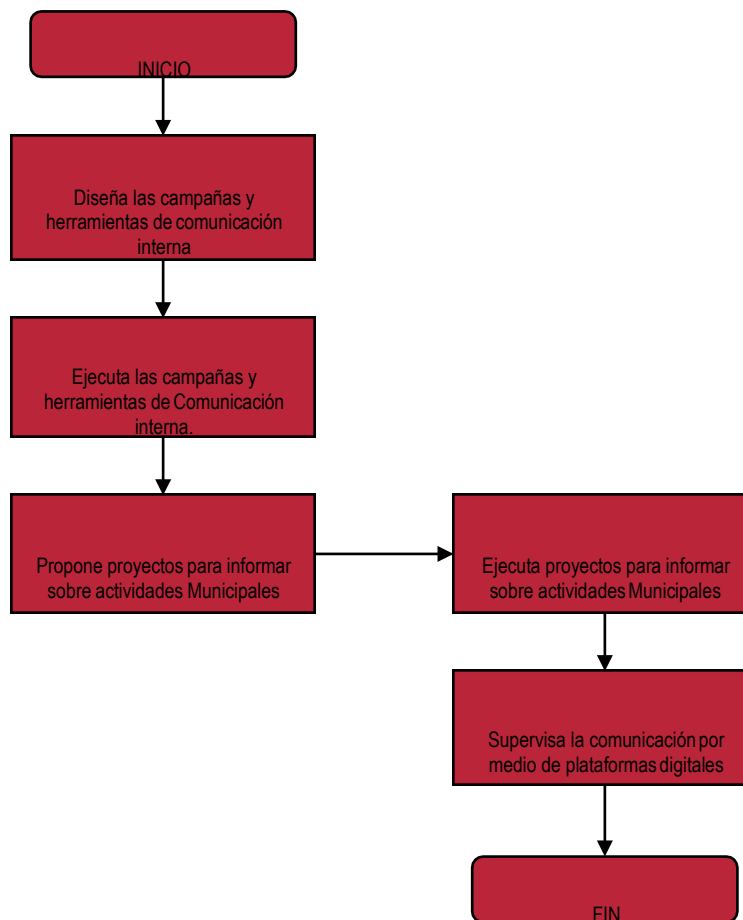 INICIO
Diseña las campañas y
herramientas de comunicación
interna
Ejecuta las campañas y
herramientas de Comunicación
interna.
Propone proyectos para informar
sobre actividades Municipales
Ejecuta proyectos para informar
sobre actividades Municipales
Supervisa la comunicación por
medio de plataformas digitales
FIN